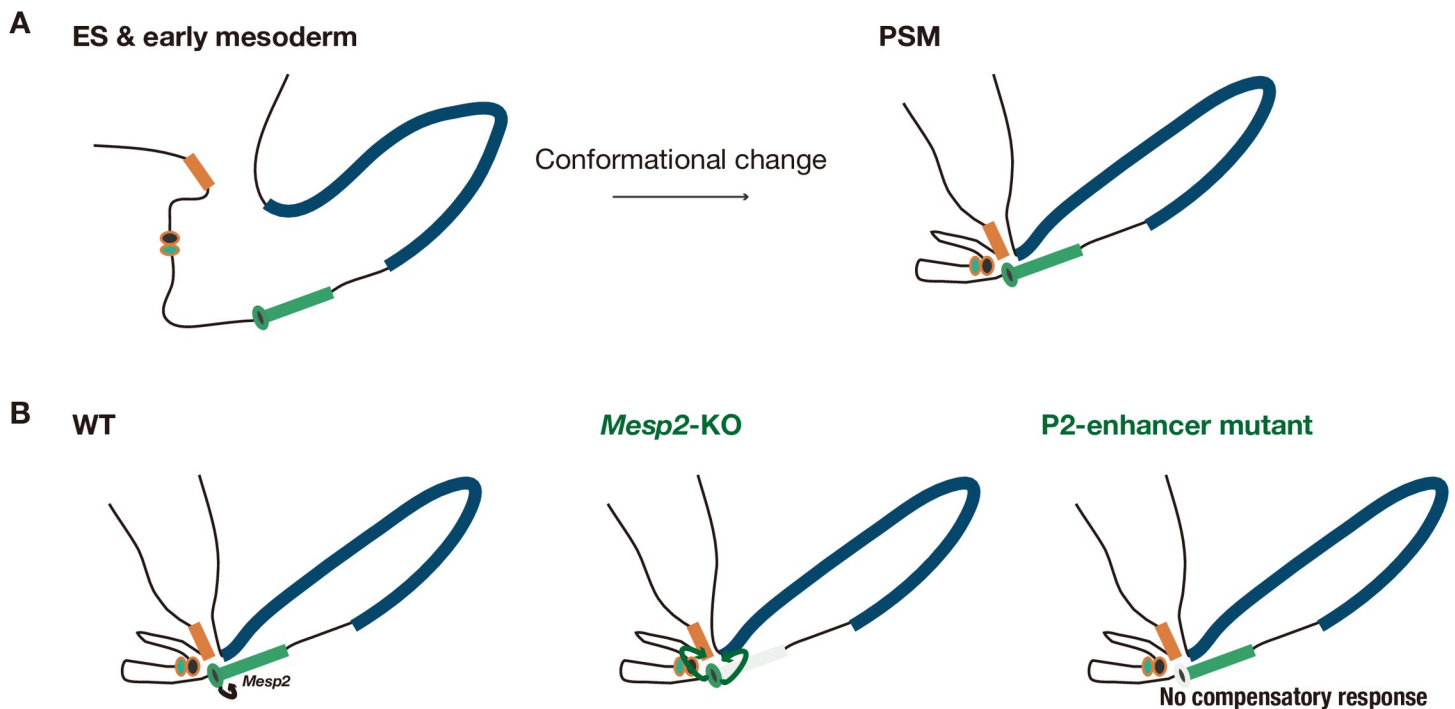 A
ES & early mesoderm
PSM
Conformational change
B
WT
Mesp2-KO
P2-enhancer mutant
Mesp2
No compensatory response